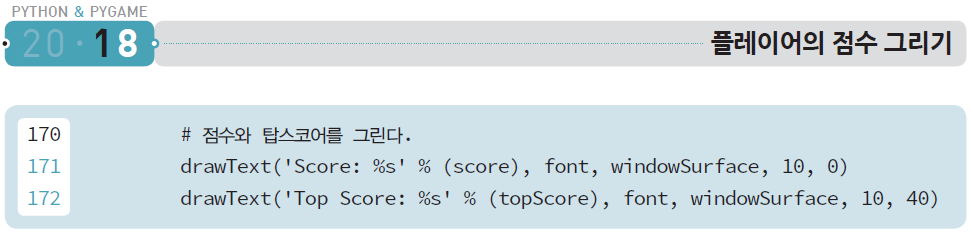 PYTHON & PYGAME
20·18 플레이어의 점수 그리기
170 # 점수와 탑스코어를 그린다.
171 drawText('Score: %s' % (score), font, windowSurface, 10, 0)
172 drawText('Top Score: %s' % (topScore), font, windowSurface, 10, 40)